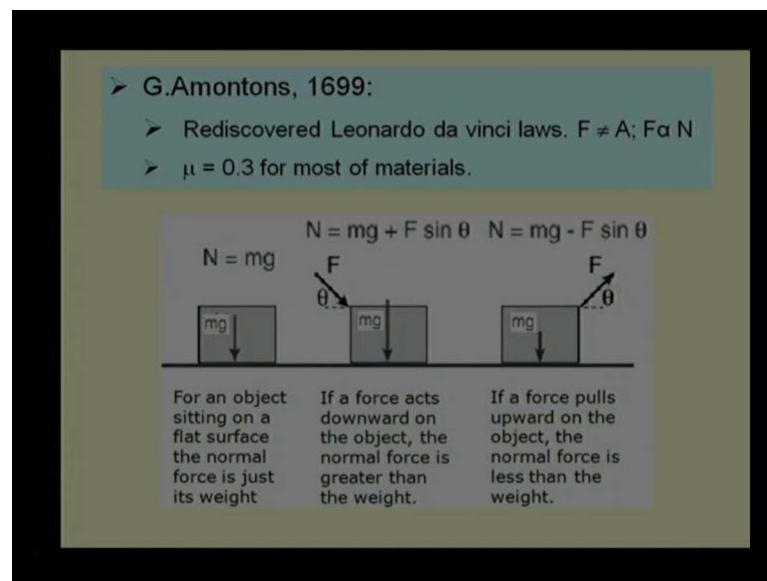 ➢ G.Amontons, 1699:
➢ Rediscovered Leonardo da vinci laws. F ≠ A; Fα N
➢ μ = 0.3 for most of materials.
N = mg + F sin θ N = mg - F sin θ
N = mg
F F
θ θ
mg mg mg
For an object
sitting on a
flat surface
the normal
force is just
its weight
If a force acts
downward on
the object, the
normal force is
greater than
the weight.
If a force pulls
upward on the
object, the
normal force is
less than the
weight.